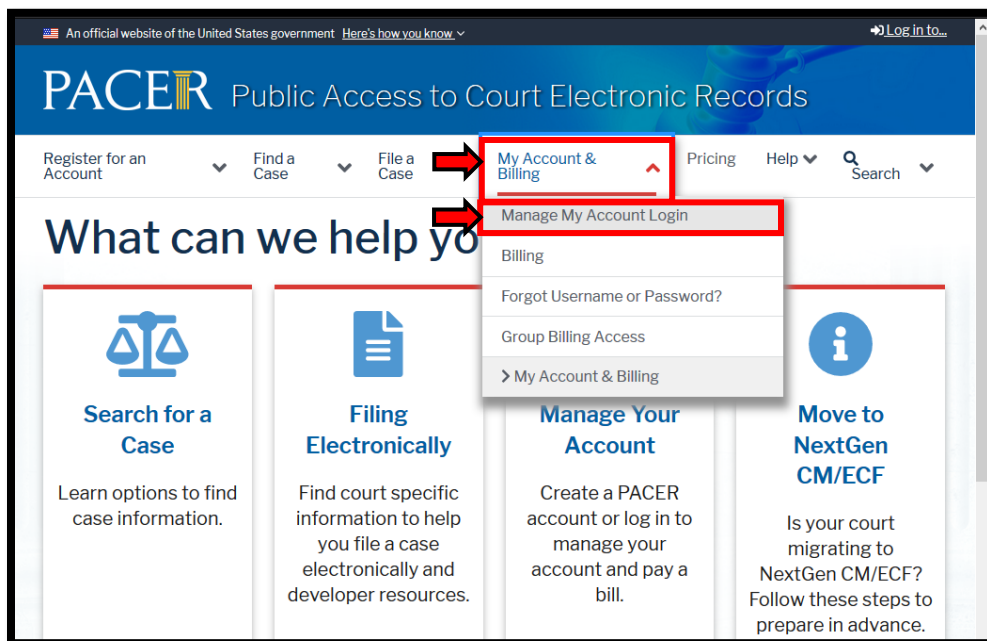 An official website of the United States government Here's how you know
Log in to...
PACER Public Access to Court Electronic Records
Register for an
Account
Find a
Case
File a
Case
My Account &
Billing
Pricing
Help
Search
Manage My Account Login
Billing
Forgot Username or Password?
Group Billing Access
My Account & Billing
What can we help yo
Search for a
Case
Learn options to find
case information.
Filing
Electronically
Find court specific
information to help
you file a case
electronically and
developer resources.
Manage Your
Account
Create a PACER
account or log in to
manage your
account and pay a
bill.
Move to
NextGen
CM/ECF
Is your court
migrating to
NextGen CM/ECF?
Follow these steps to
prepare in advance.